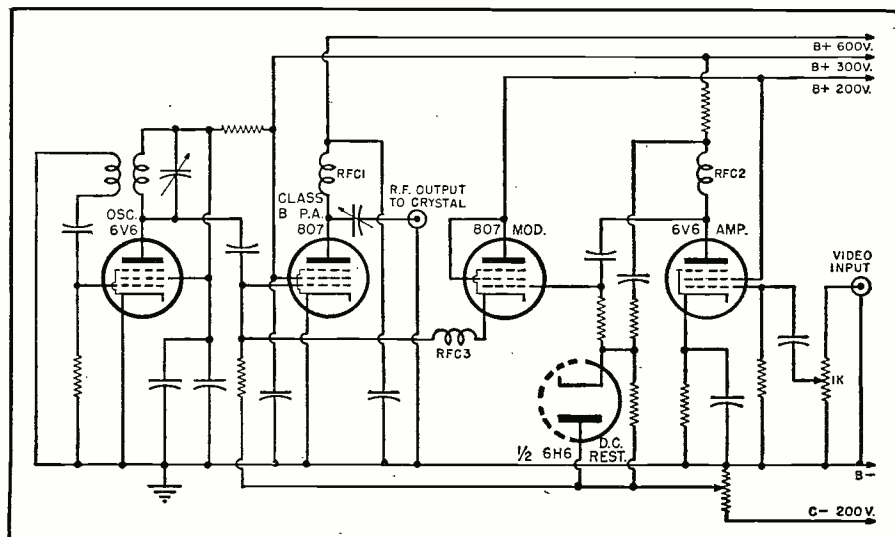 B+ 600V.
B+ 300V.
B+ 200V.
RFC1
RFC2
R.F. OUTPUT
TO CRYSTAL
OSC.
6V6
CLASS
B P.A.
807
807 MOD.
6V6 AMP.
VIDEO
INPUT
RFC3
1K
1/2 6H6
D.C.
REST.
B-
C- 200V.